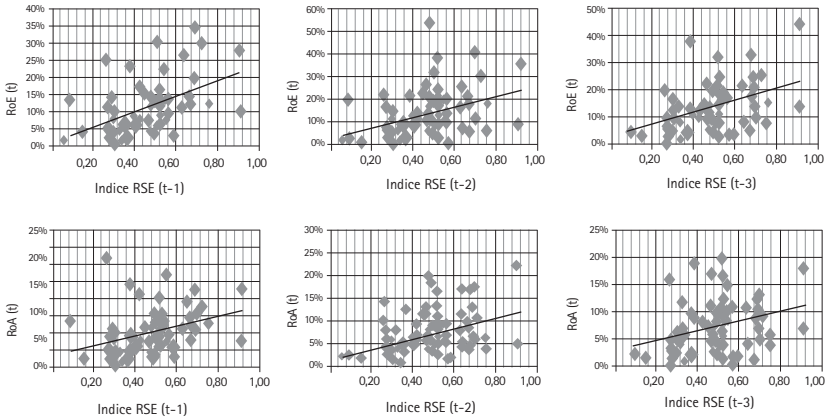 40%
35%
30%
25%
20%
15%
10%
5%
0%
RoE (t)
0,20 0,40 0,60 0,80 1,00
Indice RSE (t-1)
60%
50%
40%
30%
20%
10%
0%
RoE (t)
0,20 0,40 0,60 0,80 1,00
Indice RSE (t-2)
50%
40%
30%
20%
10%
0%
RoE (t)
0,20 0,40 0,60 0,80 1,00
Indice RSE (t-3)
25%
20%
15%
10%
5%
0%
RoA (t)
0,20 0,40 0,60 0,80 1,00
Indice RSE (t-1)
30%
25%
20%
15%
10%
5%
0%
RoA (t)
0,20 0,40 0,60 0,80 1,00
Indice RSE (t-2)
25%
20%
15%
10%
5%
0%
RoA (t)
0,20 0,40 0,60 0,80 1,00
Indice RSE (t-3)